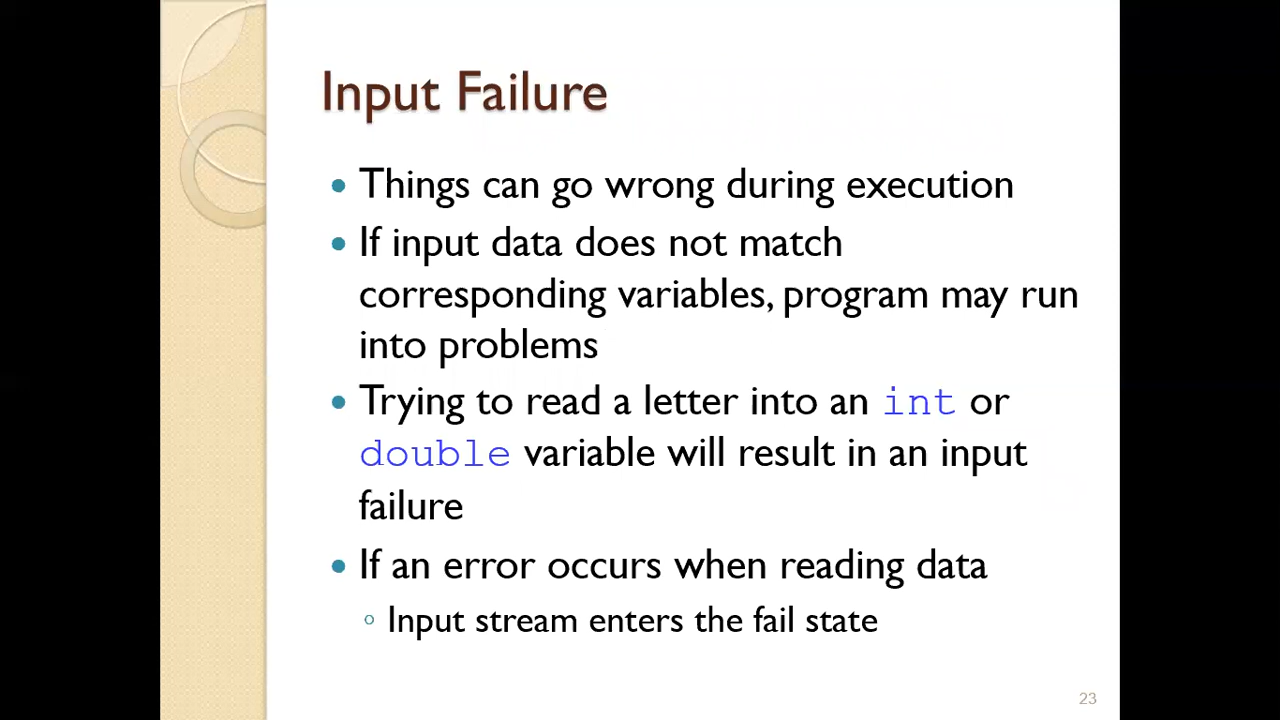 Input Failure
Things can go wrong during execution
If input data does not match
corresponding variables, program may run
into problems
Trying to read a letter into an int or
double variable will result in an input
failure
If an error occurs when reading data
Input stream enters the fail state
23